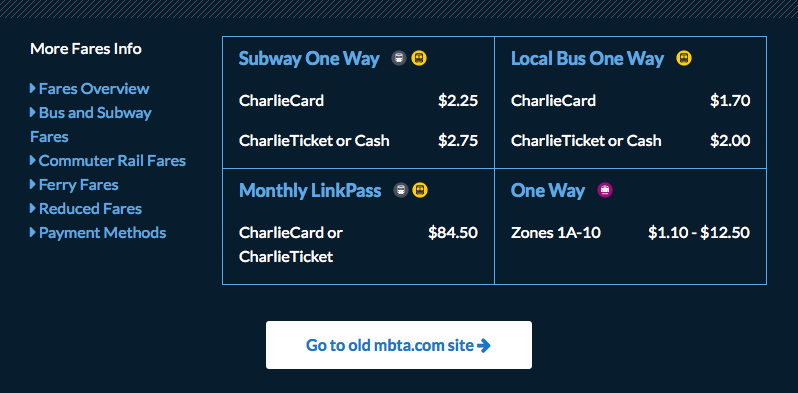 More Fares Info
Fares Overview
Bus and Subway
Fares
Commuter Rail Fares
Ferry Fares
Reduced Fares
Payment Methods
Subway One Way
CharlieCard $2.25
CharlieTicket or Cash $2.75
Local Bus One Way
CharlieCard $1.70
CharlieTicket or Cash $2.00
Monthly LinkPass
CharlieCard or $84.50
CharlieTicket
One Way
Zones 1A-10 $1.10 - $12.50
Go to old mbta.com site